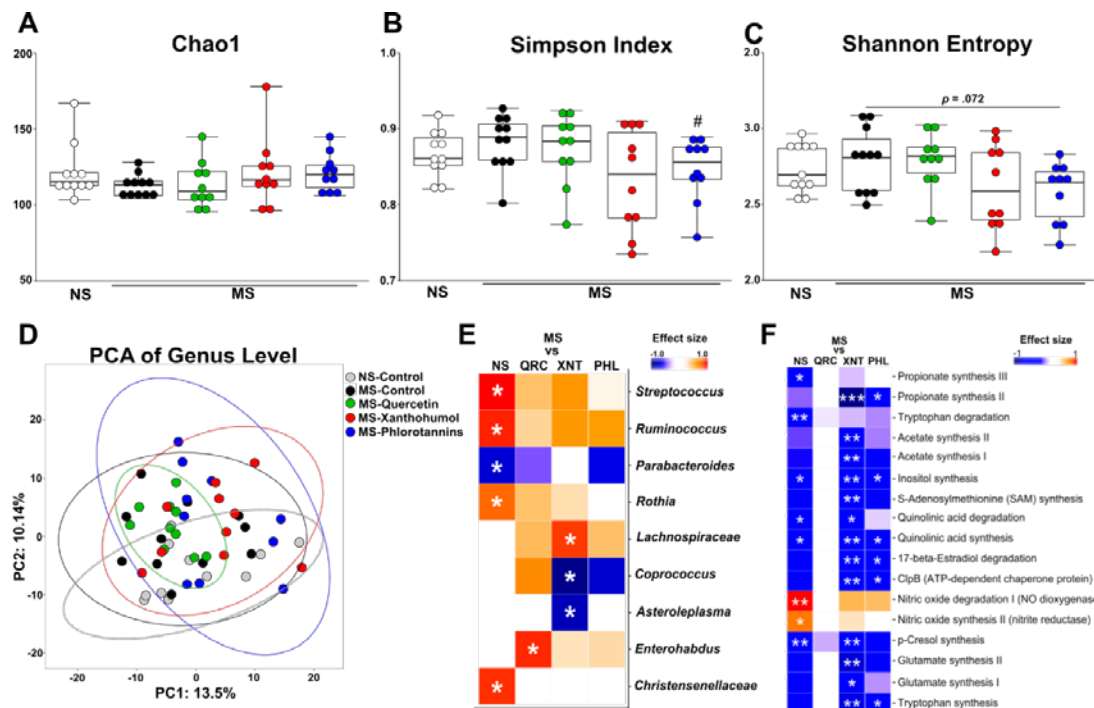 A
Chao1
200
150
100
50
NS
MS
B
Simpson Index
1.0
0.9
0.8
0.7
#
NS
MS
C
Shannon Entropy
3.0
2.5
2.0
p = .072
NS
MS
D
PCA of Genus Level
NS-Control
MS-Control
MS-Quercetin
MS-Xanthohumol
MS-Phlorotannins
20
10
0
-10
-20
PC2: 10.14%
-20
-10
0
10
20
PC1: 13.5%
E
MS
vs
Effect size
-1.0 1.0
NS QRC XNT PHL
* Streptococcus
* Ruminococcus
* Parabacteroides
* Rothia
* Lachnospiraceae
* Coprococcus
* Asteroleplasma
* Enterohabdus
* Christensenellaceae
F
MS
vs
Effect size
-1 1
NS QRC XNT PHL
* Propionate synthesis III
*** * Propionate synthesis II
** Tryptophan degradation
** Acetate synthesis II
** Acetate synthesis I
* ** * Inositol synthesis
** S-Adenosylmethionine (SAM) synthesis
* * Quinolinic acid degradation
* ** * Quinolinic acid synthesis
** * 17-beta-Estradiol degradation
** * ClpB (ATP-dependent chaperone protein)
** Nitric oxide degradation I (NO dioxygenase
* Nitric oxide synthesis II (nitrite reductase)
** ** p-Cresol synthesis
** Glutamate synthesis II
* Glutamate synthesis I
** * Tryptophan synthesis